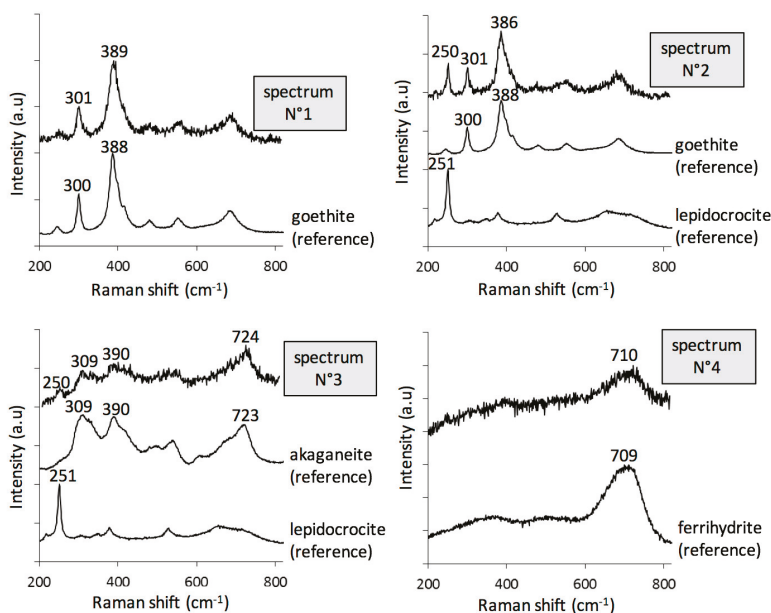 389
spectrum
N°1
301
388
300
goethite
(reference)
Intensity (a.u)
200 400 600 800
Raman shift (cm-1)
386
spectrum
N°2
250 301
388
300
goethite
(reference)
251
lepidocrocite
(reference)
Intensity (a.u)
200 400 600 800
Raman shift (cm-1)
724
spectrum
N°3
309 390
250
309 390 723
akaganeite
(reference)
251
lepidocrocite
(reference)
Intensity (a.u)
200 400 600 800
Raman shift (cm-1)
710
spectrum
N°4
709
ferrihydrite
(reference)
Intensity (a.u)
200 400 600 800
Raman shift (cm-1)